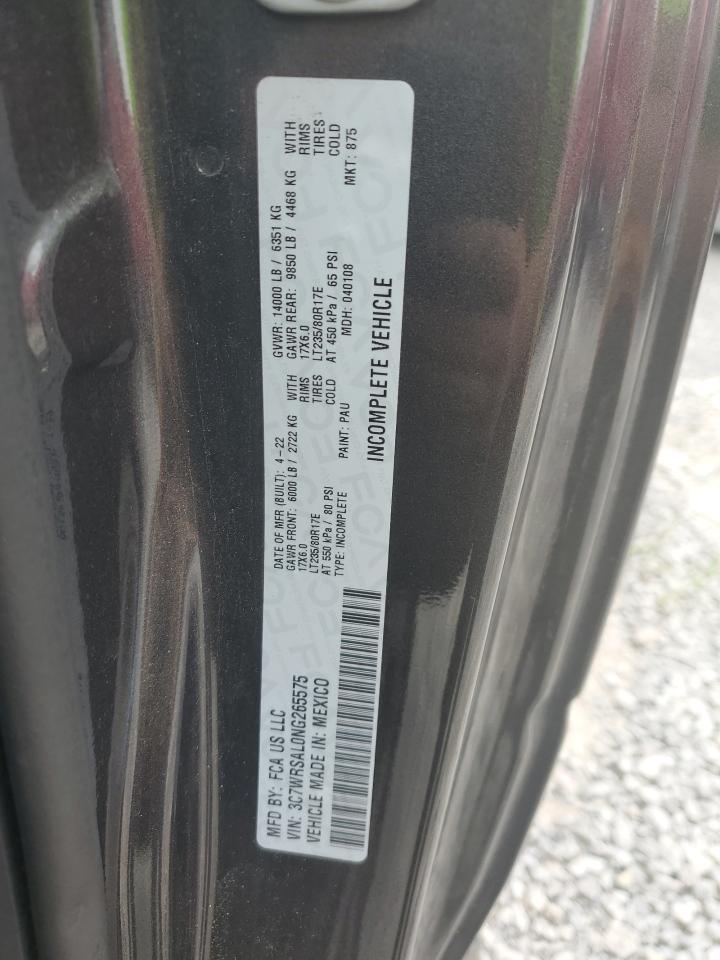 MFD BY: FCA US LLC
VIN: 3C7WRSAL0NG265575
VEHICLE MADE IN: MEXICO
DATE OF MFR (BUILT): 4-22
GAWR FRONT: 6000 LB / 2722 KG WITH
17X6.0 RIMS
LT235/80R17E TIRES
AT 550 kPa / 80 PSI COLD
TYPE: INCOMPLETE PAINT: PAU
GVWR: 14000 LB / 6351 KG
GAWR REAR: 9850 LB / 4468 KG WITH
17X6.0 RIMS
LT235/80R17E TIRES
AT 450 kPa / 65 PSI COLD
MDH: 040108 MKT: 875
INCOMPLETE VEHICLE